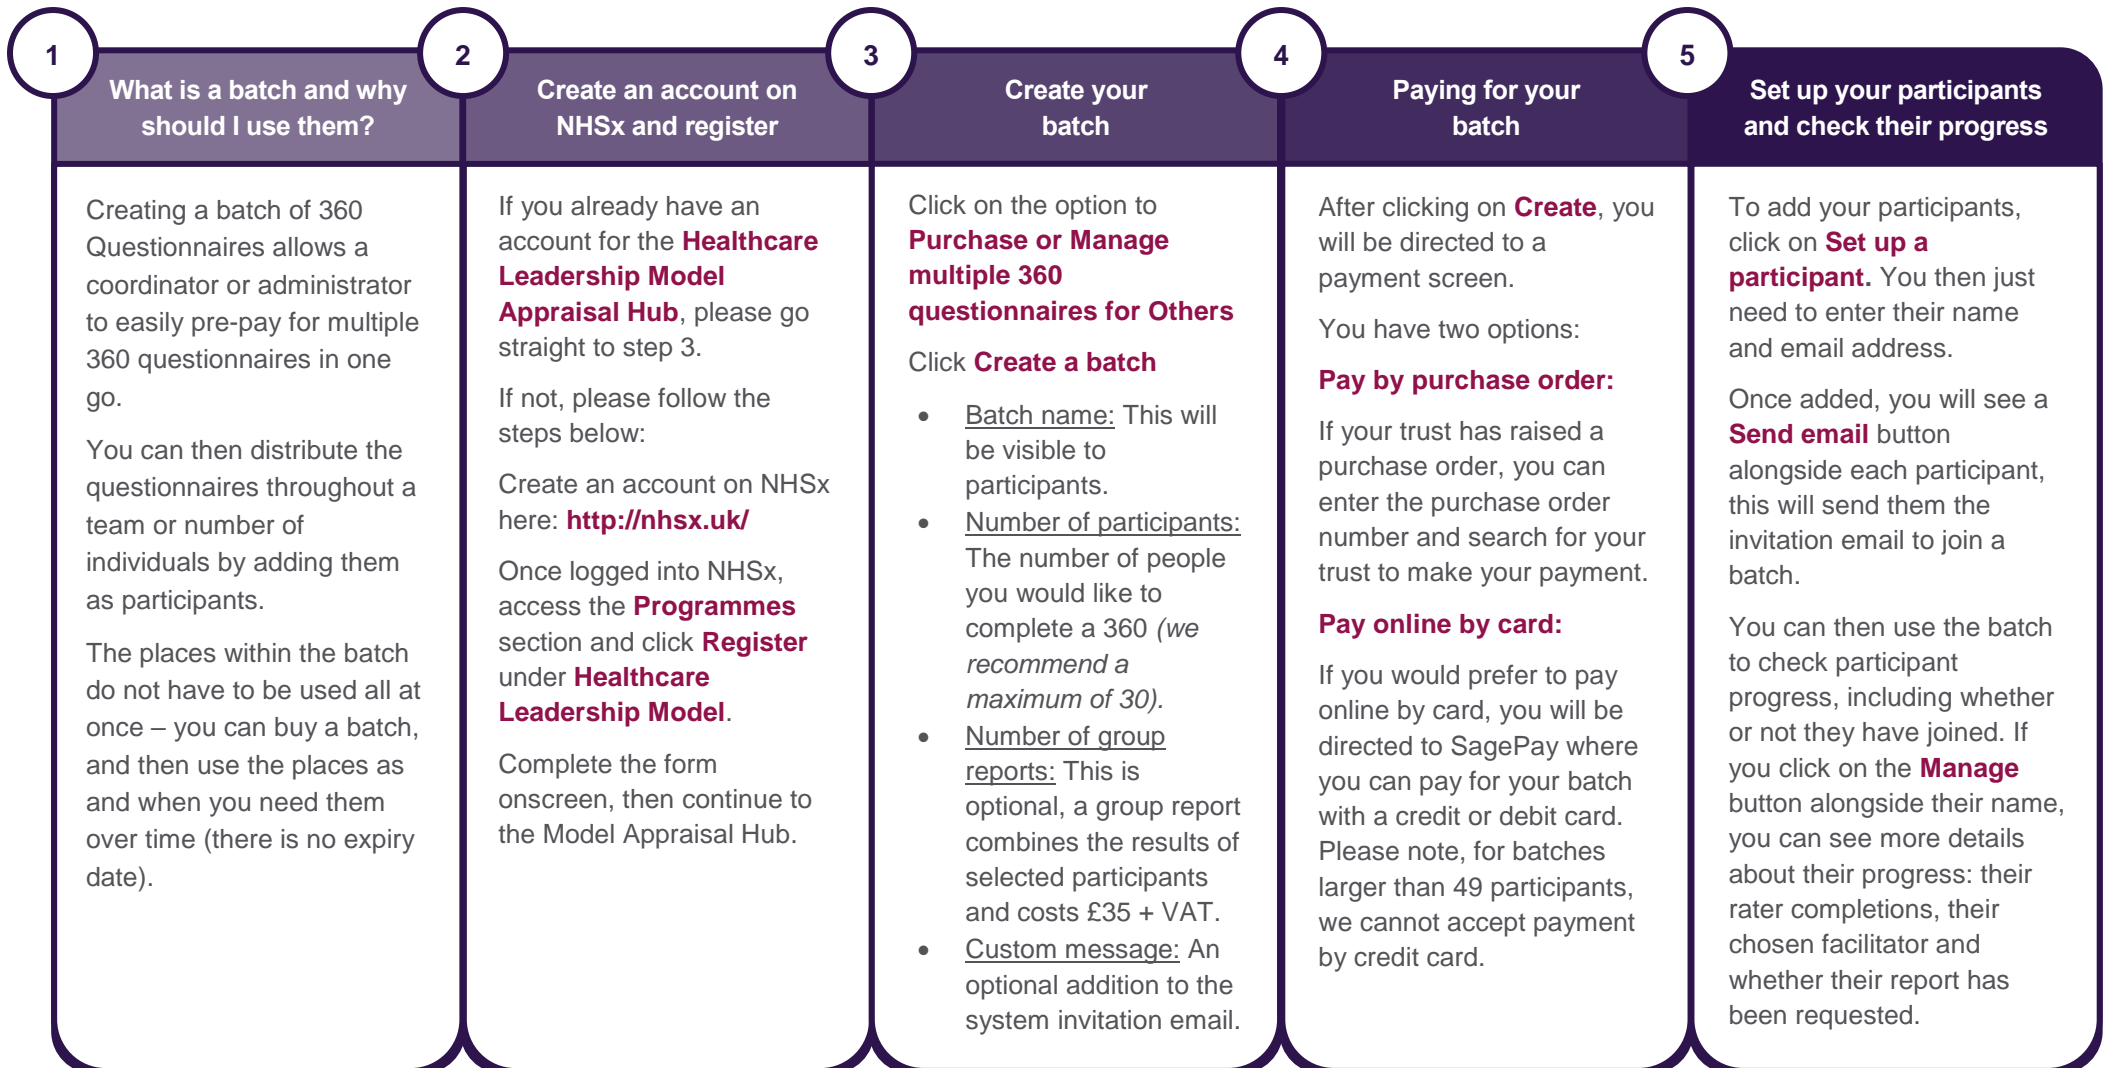 1
What is a batch and why
should I use them?
Creating a batch of 360
Questionnaires allows a
coordinator or administrator
to easily pre-pay for multiple
360 questionnaires in one
go.
You can then distribute the
questionnaires throughout a
team or number of
individuals by adding them
as participants.
The places within the batch
do not have to be used all at
once – you can buy a batch,
and then use the places as
and when you need them
over time (there is no expiry
date).
2
Create an account on
NHSx and register
If you already have an
account for the Healthcare
Leadership Model
Appraisal Hub, please go
straight to step 3.
If not, please follow the
steps below:
Create an account on NHSx
here: http://nhsx.uk/
Once logged into NHSx,
access the Programmes
section and click Register
under Healthcare
Leadership Model.
Complete the form
onscreen, then continue to
the Model Appraisal Hub.
3
Create your
batch
Click on the option to
Purchase or Manage
multiple 360
questionnaires for Others
Click Create a batch
• Batch name: This will
be visible to
participants.
• Number of participants:
The number of people
you would like to
complete a 360 (we
recommend a
maximum of 30).
• Number of group
reports: This is
optional, a group report
combines the results of
selected participants
and costs £35 + VAT.
• Custom message: An
optional addition to the
system invitation email.
4
Paying for your
batch
After clicking on Create, you
will be directed to a
payment screen.
You have two options:
Pay by purchase order:
If your trust has raised a
purchase order, you can
enter the purchase order
number and search for your
trust to make your payment.
Pay online by card:
If you would prefer to pay
online by card, you will be
directed to SagePay where
you can pay for your batch
with a credit or debit card.
Please note, for batches
larger than 49 participants,
we cannot accept payment
by credit card.
5
Set up your participants
and check their progress
To add your participants,
click on Set up a
participant. You then just
need to enter their name
and email address.
Once added, you will see a
Send email button
alongside each participant,
this will send them the
invitation email to join a
batch.
You can then use the batch
to check participant
progress, including whether
or not they have joined. If
you click on the Manage
button alongside their name,
you can see more details
about their progress: their
rater completions, their
chosen facilitator and
whether their report has
been requested.